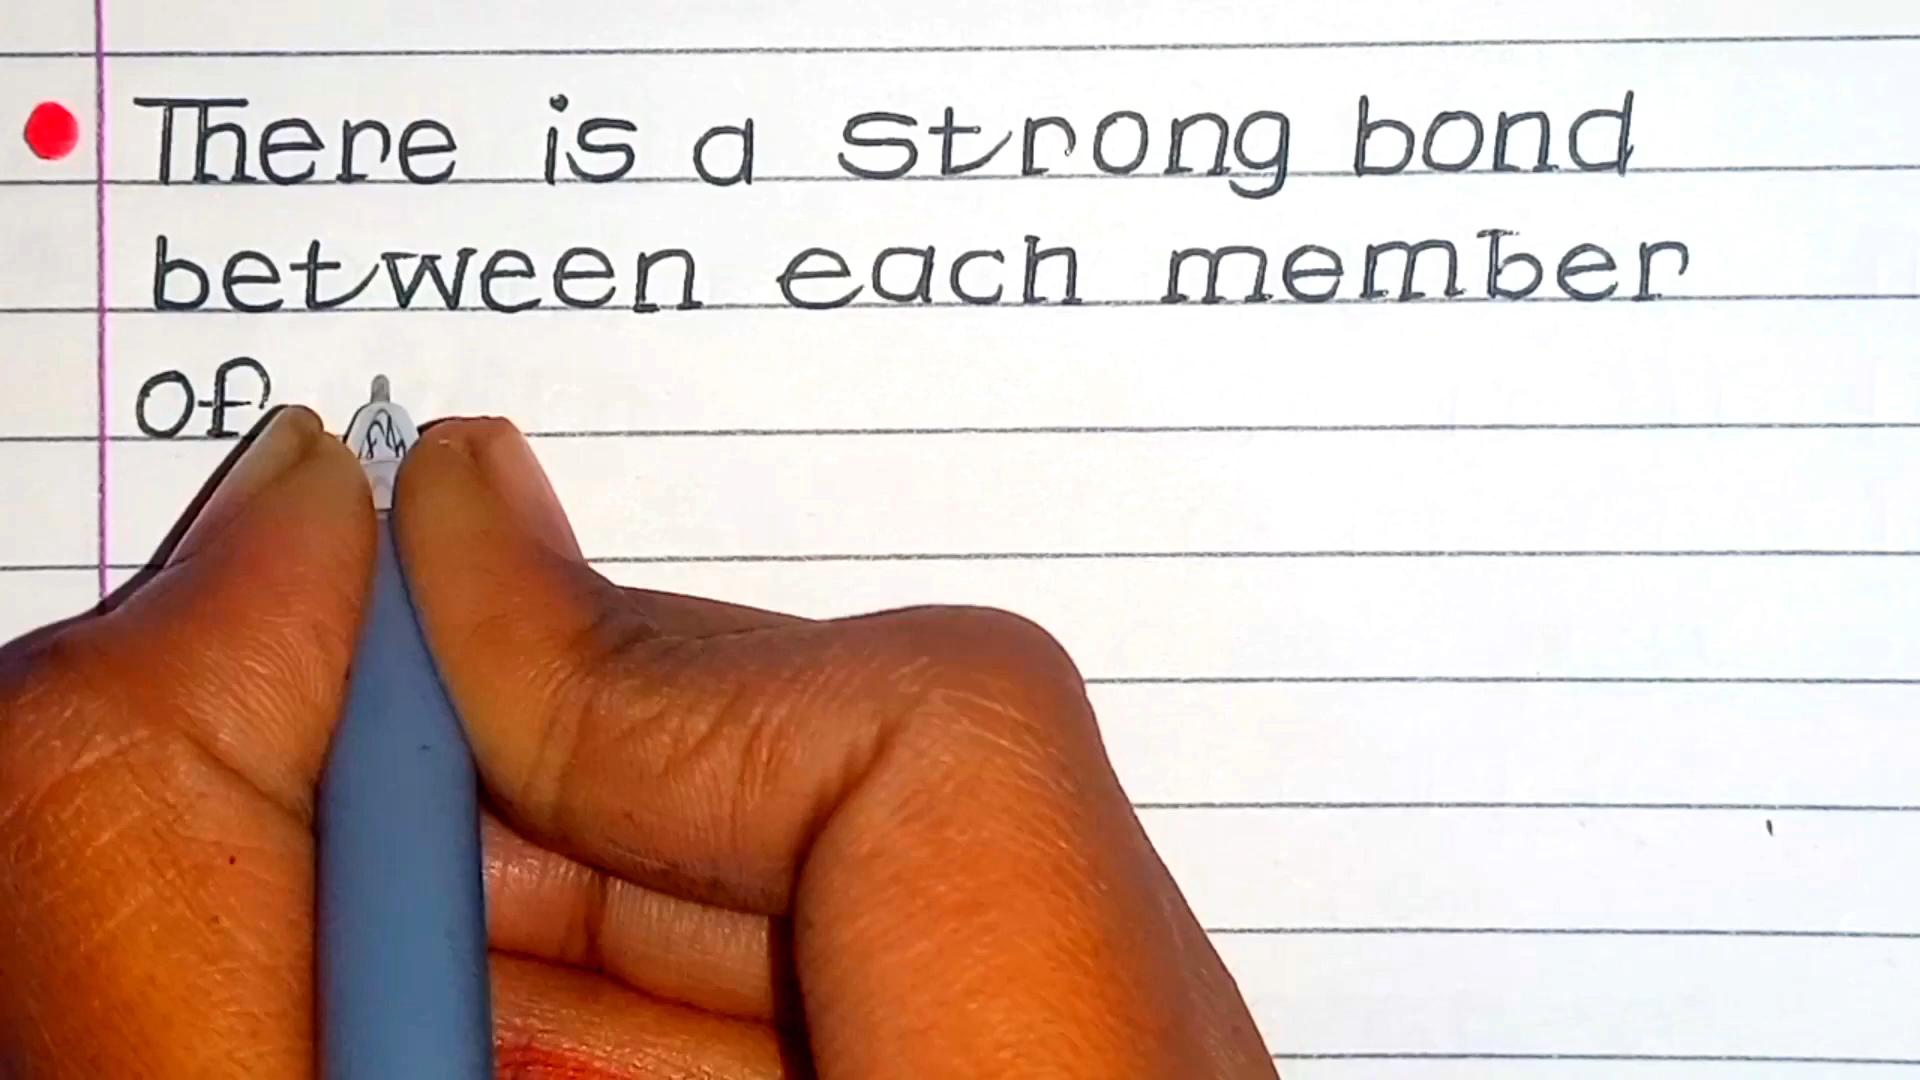 There is a strong bond
between each member
of